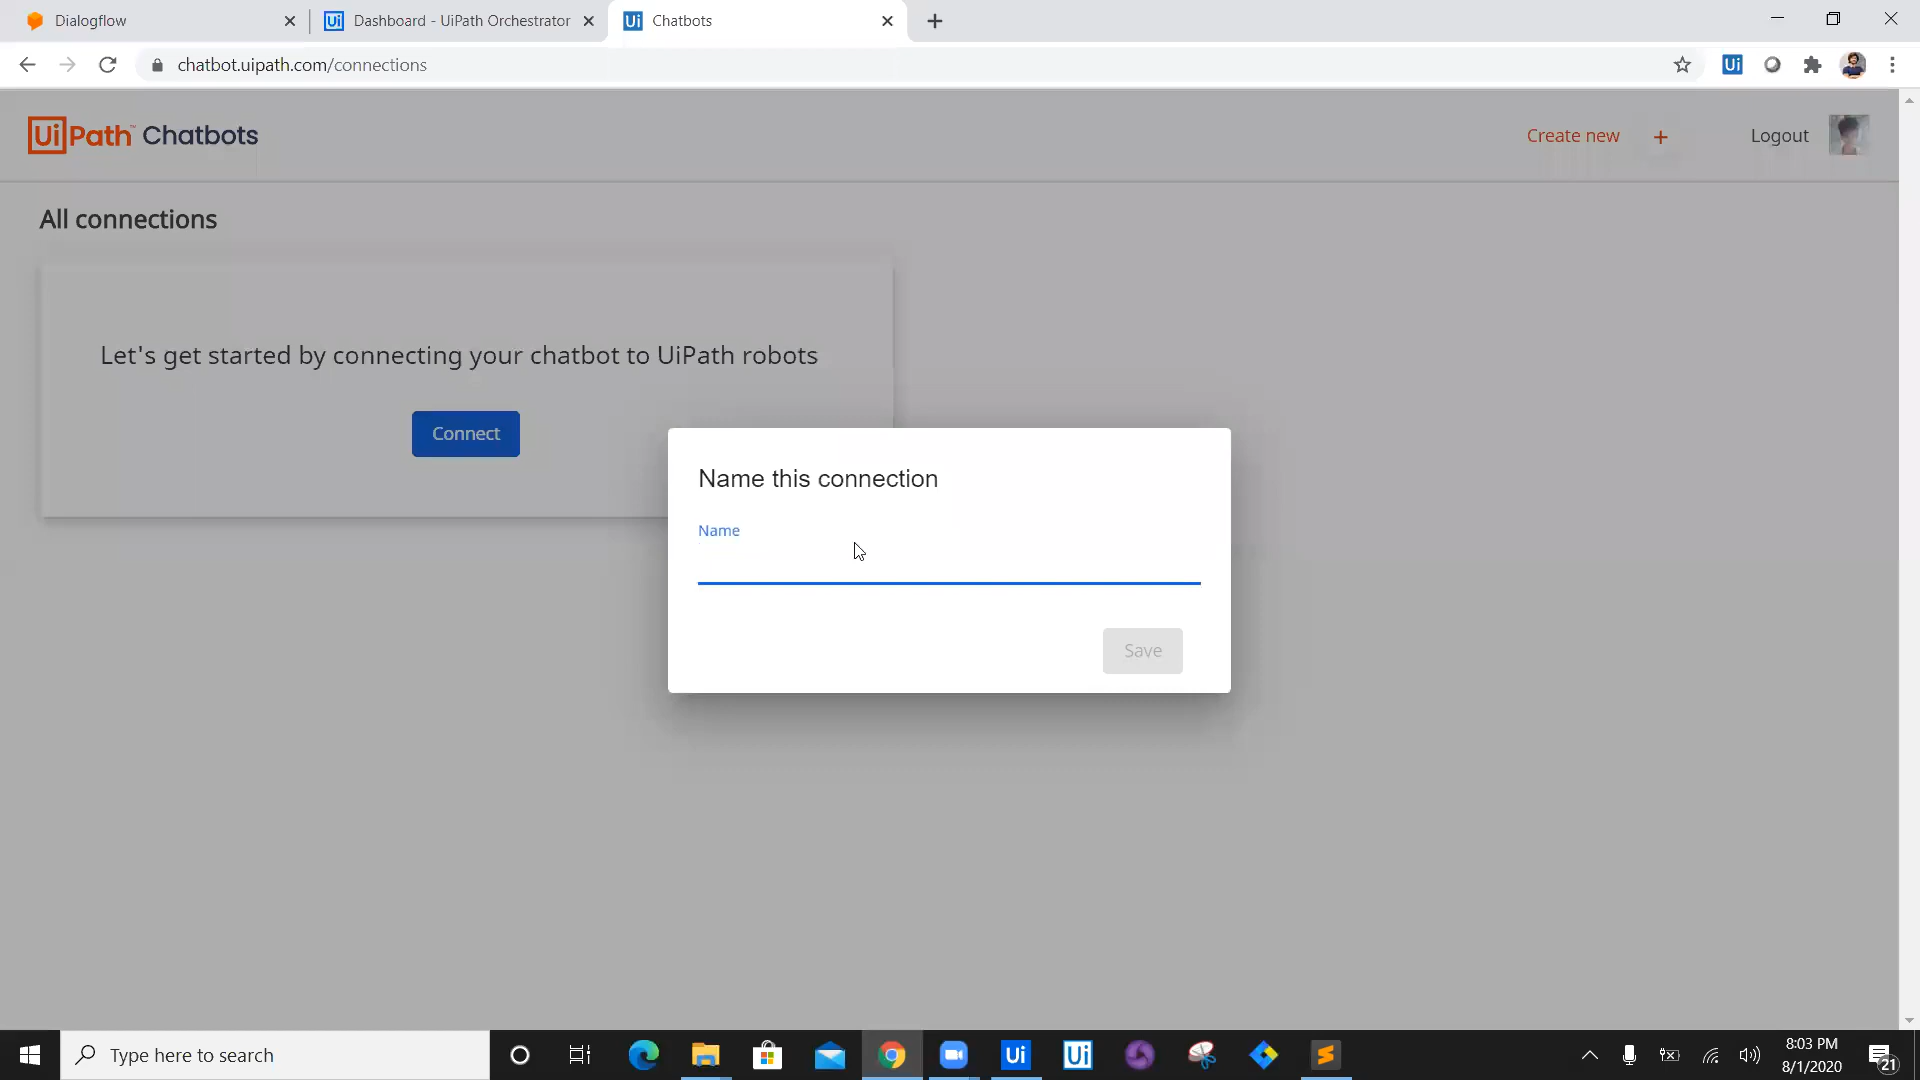 Dialogflow
Dashboard - UiPath Orchestrator
Chatbots
chatbot.uipath.com/connections
UiPath™ Chatbots
Create new +
Logout
All connections
Let's get started by connecting your chatbot to UiPath robots
Connect
Name this connection
Name
Save
Type here to search
8:03 PM
8/1/2020
21